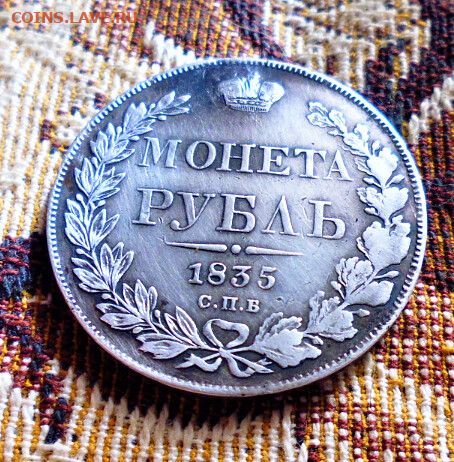 COINS.LAVE.RU
МОНЕТА
РУБЛЬ
1835
С.П.Б